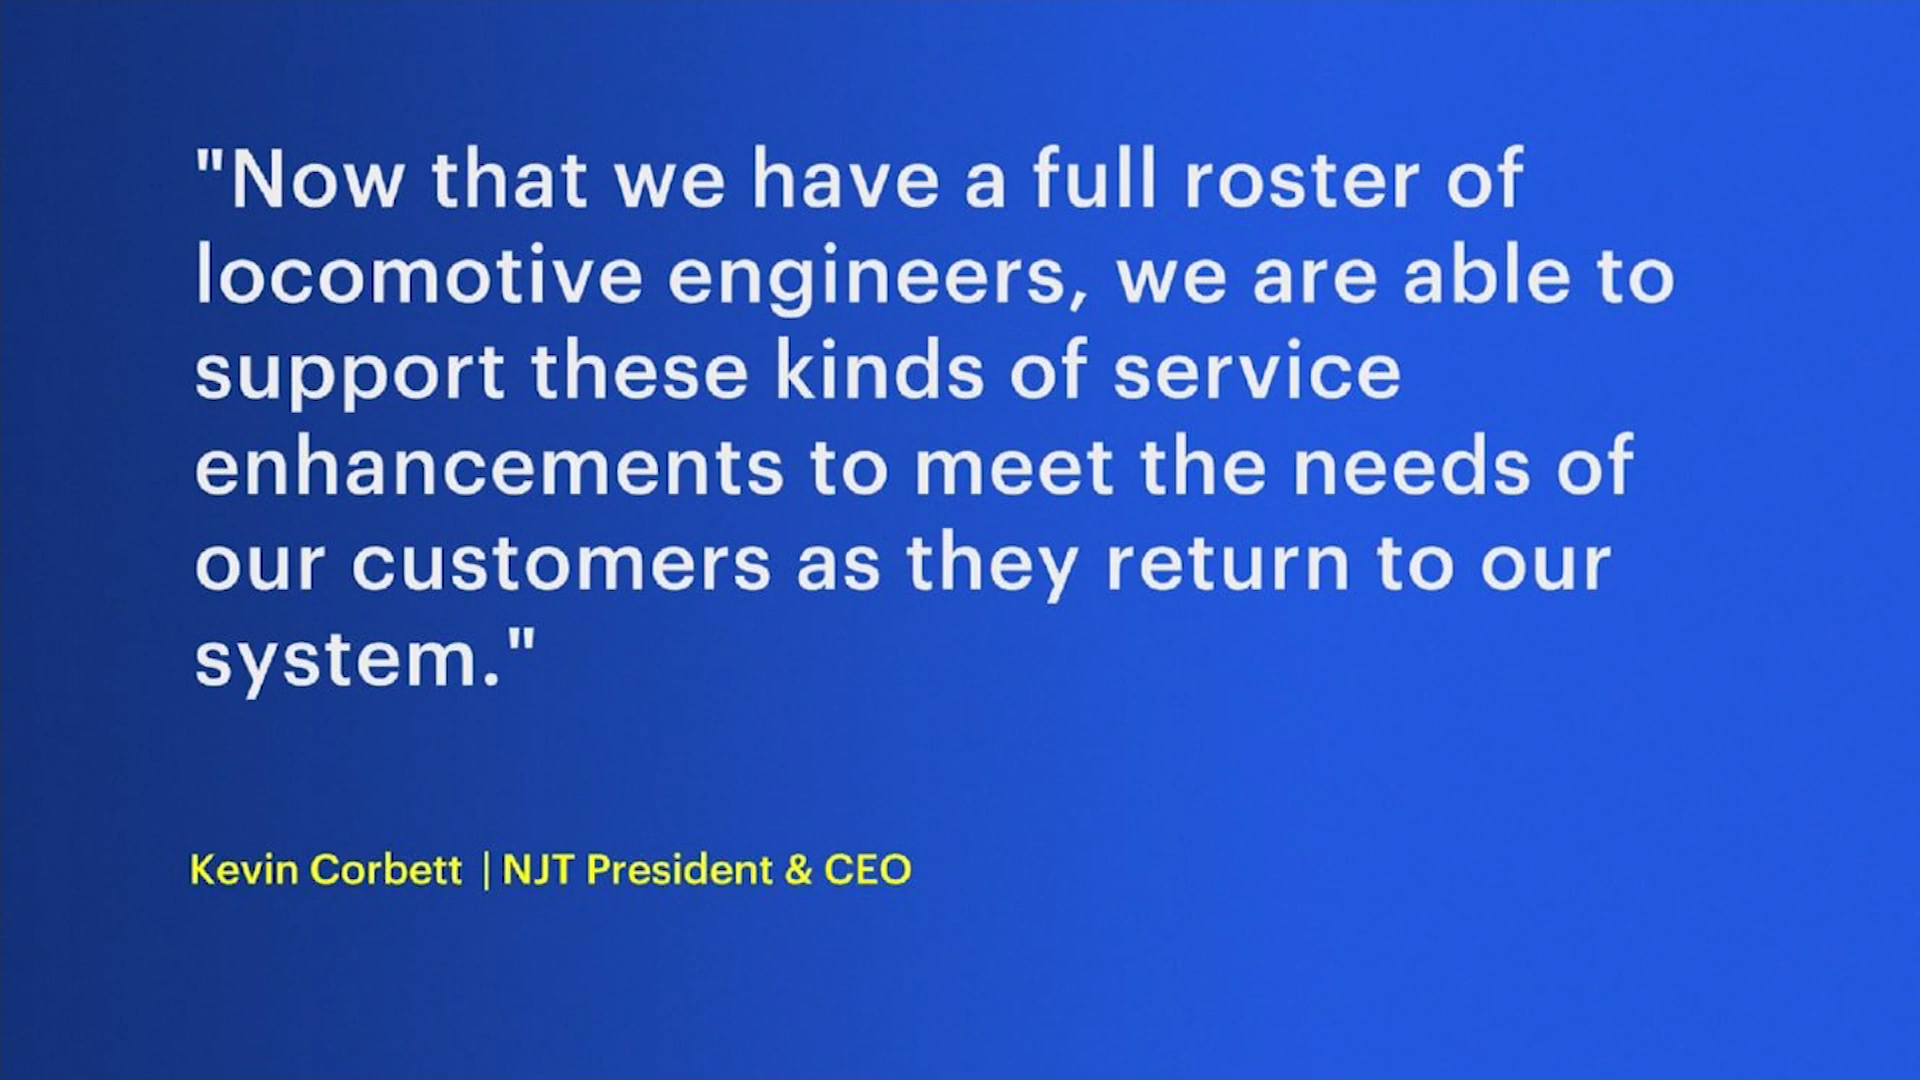 "Now that we have a full roster of
locomotive engineers, we are able to
support these kinds of service
enhancements to meet the needs of
our customers as they return to our
system."
Kevin Corbett | NJT President & CEO